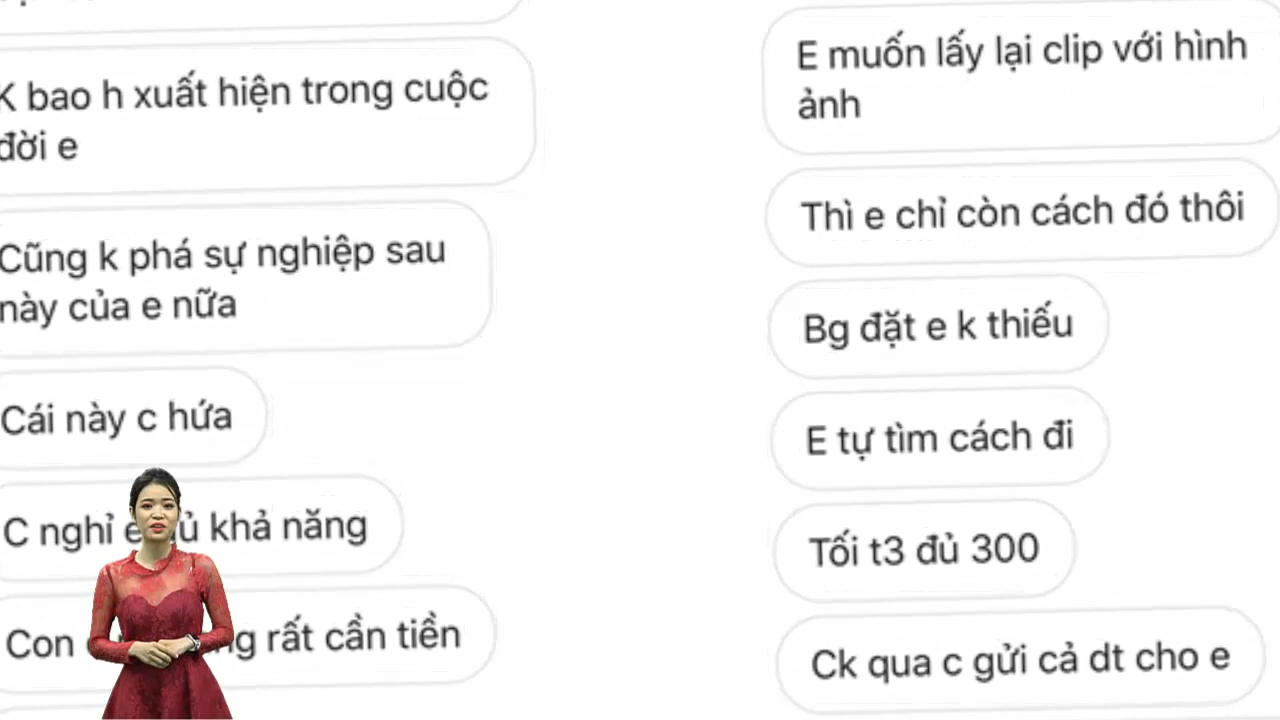 K bao h xuất hiện trong cuộc
đời e
Cũng k phá sự nghiệp sau
này của e nữa
Cái này c hứa
C nghỉ khả năng
Con rất cần tiền
E muốn lấy lại clip với hình
ảnh
Thì e chỉ còn cách đó thôi
Bg đặt e k thiếu
E tự tìm cách đi
Tối t3 đủ 300
Ck qua c gửi cả dt cho e